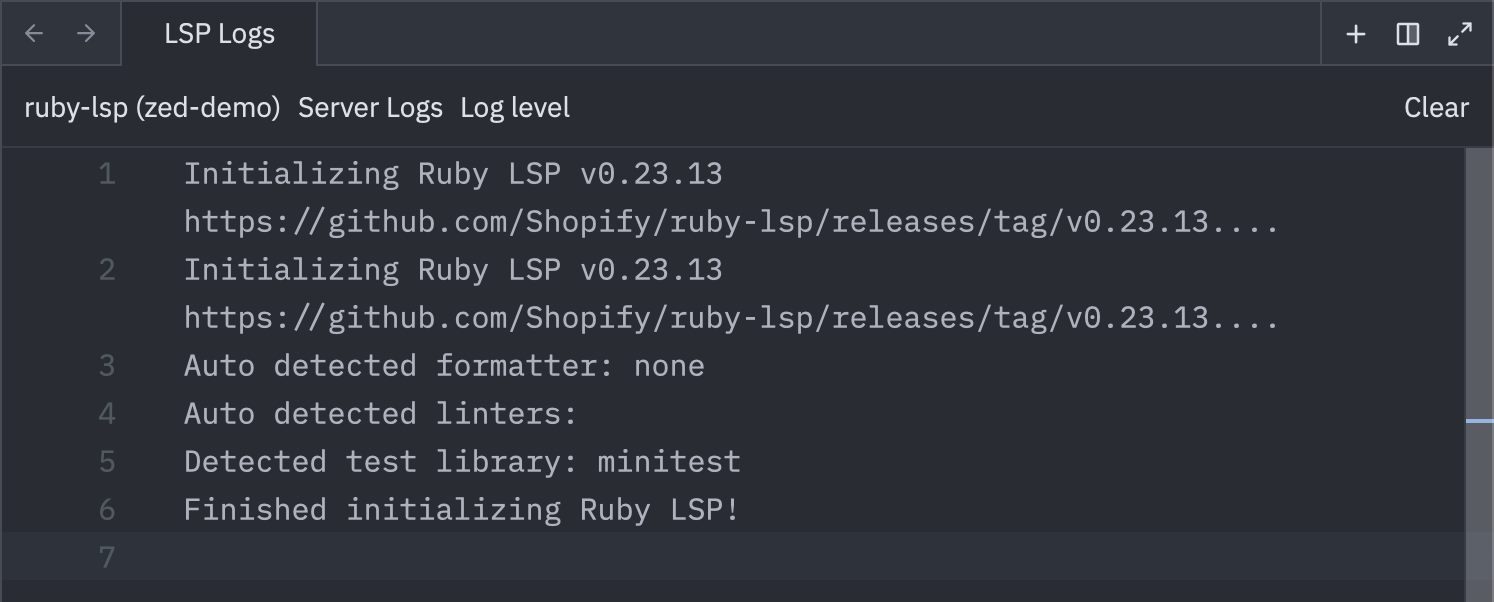 LSP Logs
ruby-lsp (zed-demo) Server Logs Log level Clear
1 Initializing Ruby LSP v0.23.13
https://github.com/Shopify/ruby-lsp/releases/tag/v0.23.13....
2 Initializing Ruby LSP v0.23.13
https://github.com/Shopify/ruby-lsp/releases/tag/v0.23.13....
3 Auto detected formatter: none
4 Auto detected linters:
5 Detected test library: minitest
6 Finished initializing Ruby LSP!
7